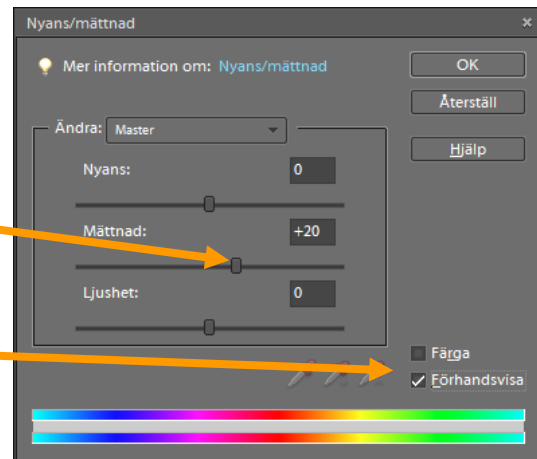 Nyans/mättnad ×
Mer information om: Nyans/mättnad
OK
Återställ
Hjälp
Ändra: Master
Nyans: 0
Mättnad: +20
Ljushet: 0
Färga
Förhandsvisa